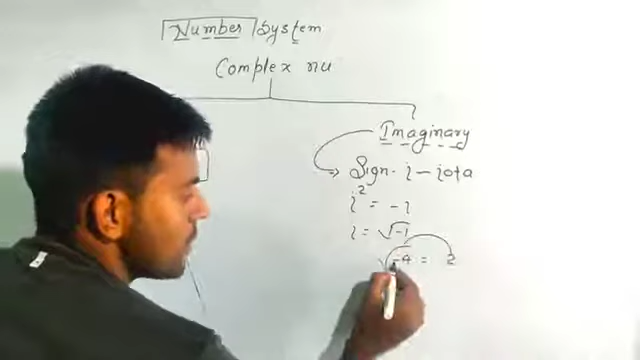 Number System
Complex nu
Imaginary
⇒ Sign - i - iota
i² = -1
i = √-1
√-4 = 2